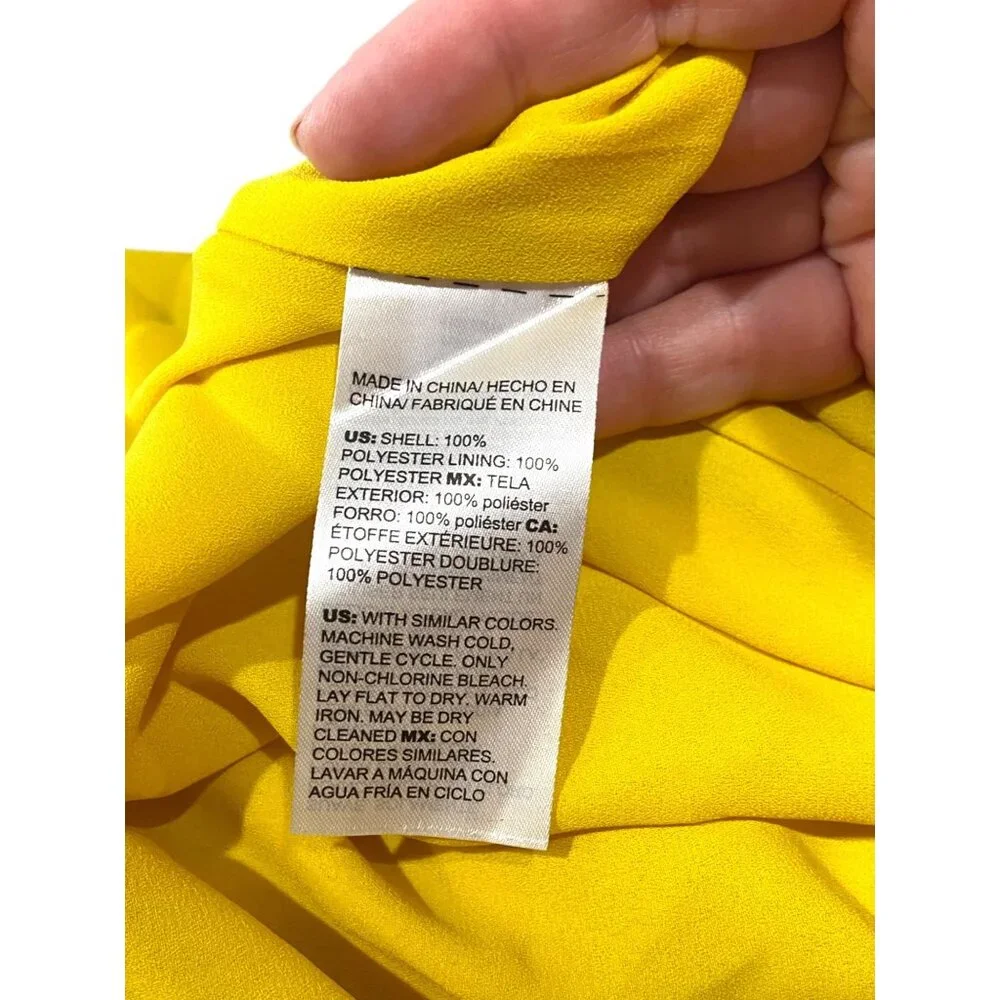 MADE IN CHINA/ HECHO EN
CHINA/ FABRIQUÉ EN CHINE
US: SHELL: 100%
POLYESTER LINING: 100%
POLYESTER MX: TELA
EXTERIOR: 100% poliéster
FORRO: 100% poliéster CA:
ÉTOFFE EXTÉRIEURE: 100%
POLYESTER DOUBLURE:
100% POLYESTER
US: WITH SIMILAR COLORS.
MACHINE WASH COLD,
GENTLE CYCLE. ONLY
NON-CHLORINE BLEACH.
LAY FLAT TO DRY. WARM
IRON. MAY BE DRY
CLEANED MX: CON
COLORES SIMILARES.
LAVAR A MÁQUINA CON
AGUA FRÍA EN CICLO